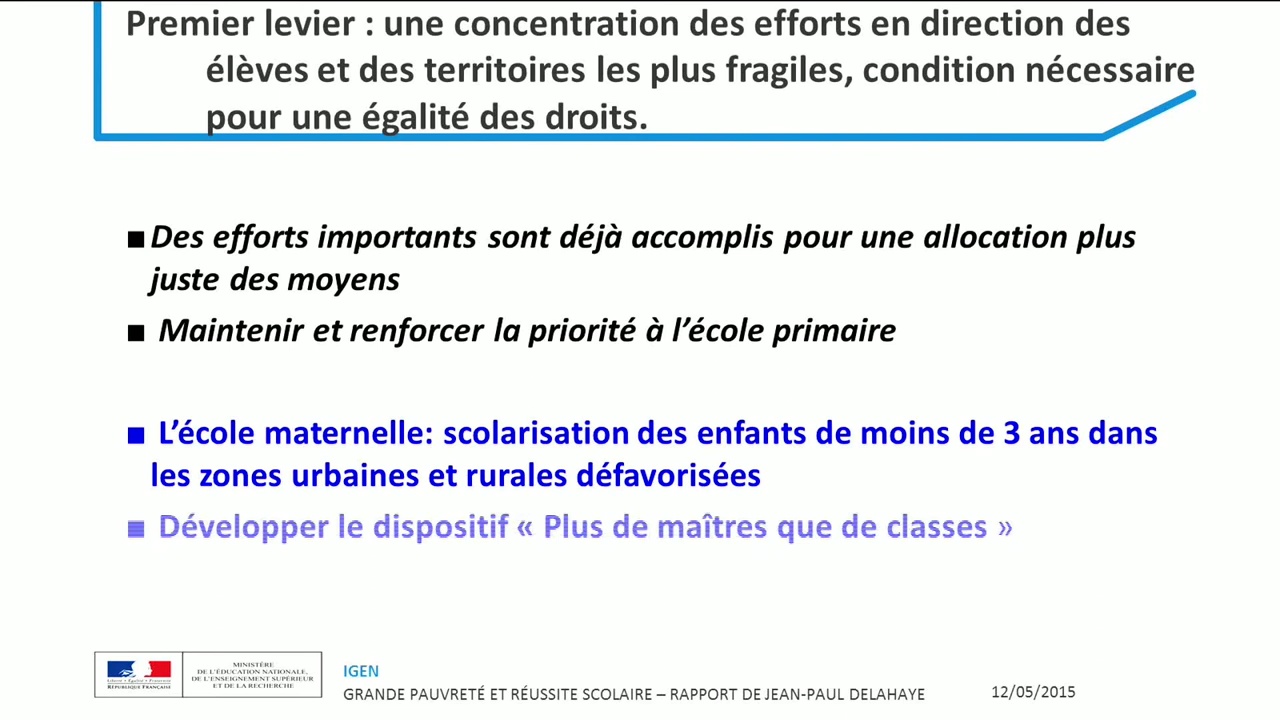 Premier levier : une concentration des efforts en direction des
élèves et des territoires les plus fragiles, condition nécessaire
pour une égalité des droits.
■ Des efforts importants sont déjà accomplis pour une allocation plus
juste des moyens
■ Maintenir et renforcer la priorité à l’école primaire
■ L’école maternelle: scolarisation des enfants de moins de 3 ans dans
les zones urbaines et rurales défavorisées
■ Développer le dispositif « Plus de maîtres que de classes »
Liberté • Égalité • Fraternité
RÉPUBLIQUE FRANÇAISE
MINISTÈRE
DE L'ÉDUCATION NATIONALE,
DE L'ENSEIGNEMENT SUPÉRIEUR
ET DE LA RECHERCHE
IGEN
GRANDE PAUVRETÉ ET RÉUSSITE SCOLAIRE – RAPPORT DE JEAN-PAUL DELAHAYE
12/05/2015